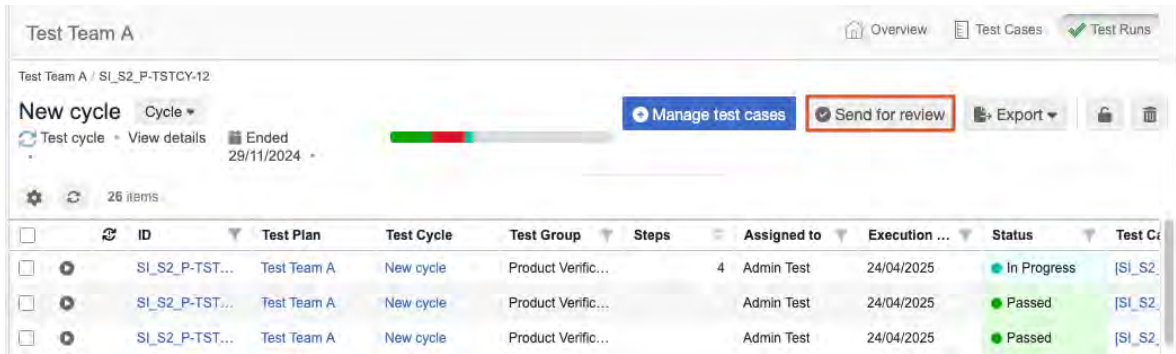 Test Team A Overview Test Cases Test Runs
Test Team A / SI_S2_P-TSTCY-12
New cycle Cycle Manage test cases Send for review Export
Test cycle • View details Ended
29/11/2024 •
26 items
ID Test Plan Test Cycle Test Group Steps Assigned to Execution ... Status Test Ca
SI_S2_P-TST... Test Team A New cycle Product Verific... 4 Admin Test 24/04/2025 In Progress [SI_S2_
SI_S2_P-TST... Test Team A New cycle Product Verific... Admin Test 24/04/2025 Passed [SI_S2_
SI_S2_P-TST... Test Team A New cycle Product Verific... Admin Test 24/04/2025 Passed [SI_S2_